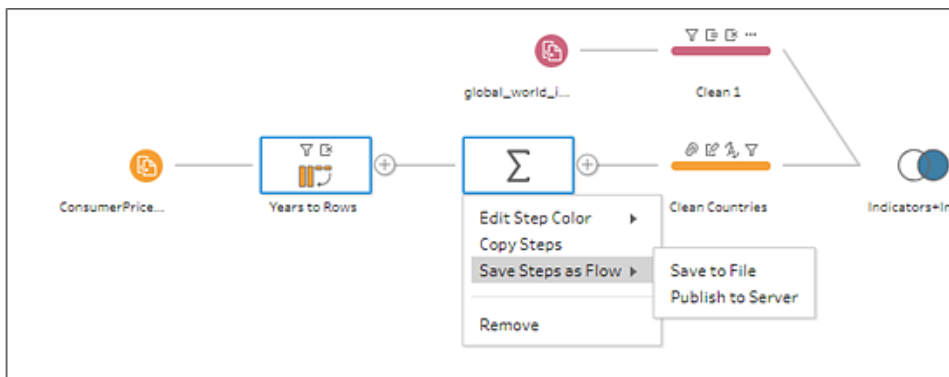 global_world_i...
Clean 1
ConsumerPrice...
Years to Rows
Clean Countries
Indicators+In
Edit Step Color
Copy Steps
Save Steps as Flow
Remove
Save to File
Publish to Server